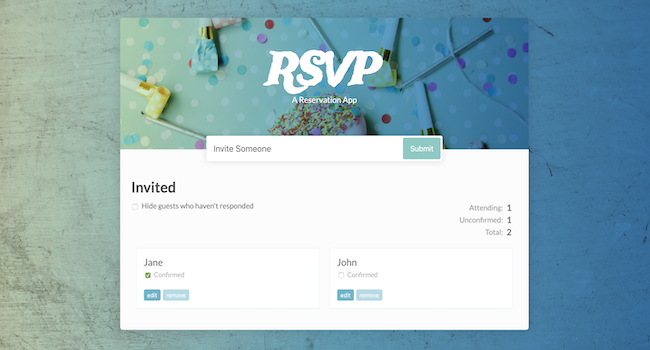 RSVP
A Reservation App
Invite Someone
Submit
Invited
Hide guests who haven't responded
Attending: 1
Unconfirmed: 1
Total: 2
Jane
Confirmed
edit remove
John
Confirmed
edit remove